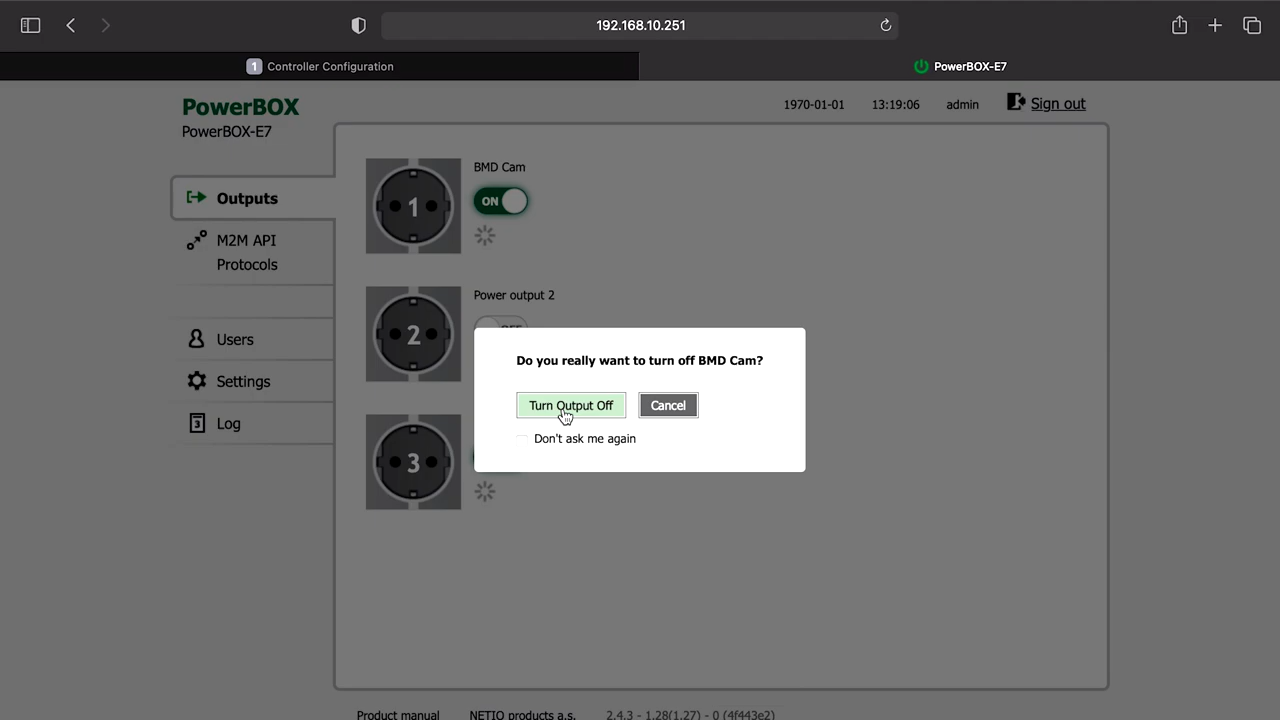 192.168.10.251
1 Controller Configuration
PowerBOX-E7
PowerBOX
PowerBOX-E7
1970-01-01 13:19:06 admin Sign out
Outputs
M2M API
Protocols
Users
Settings
3 Log
1
BMD Cam
ON
2
Power output 2
OFF
3
Do you really want to turn off BMD Cam?
Turn Output Off Cancel
Don't ask me again
Product manual NETIO products a.s. 2.4.3 - 1.28(1.27) - 0 (4f443e2)